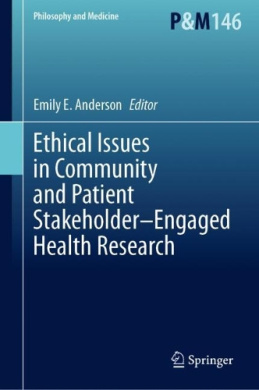 Philosophy and Medicine
P&M146
Emily E. Anderson Editor
Ethical Issues
in Community
and Patient
Stakeholder–Engaged
Health Research
Springer